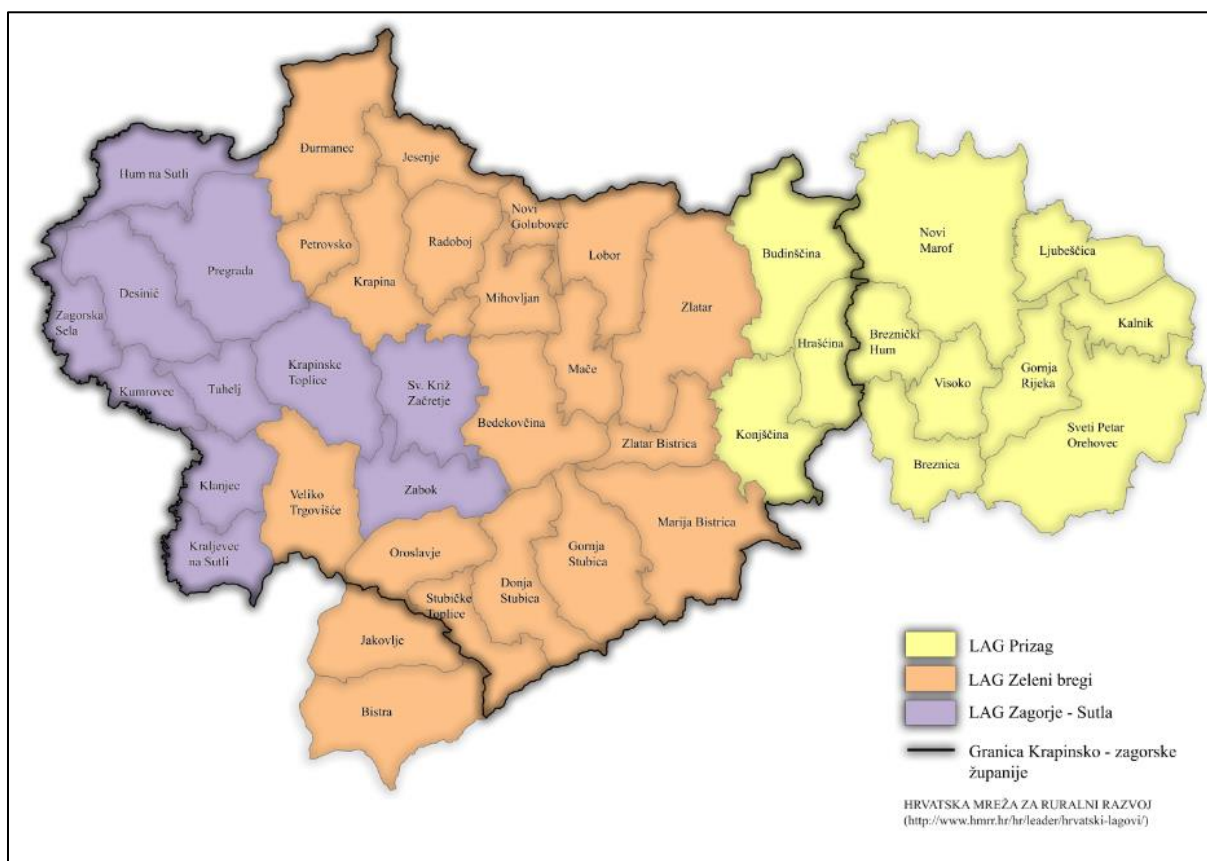 Đurmanec
Jesenje
Hum na Sutli
Novi
Golubovec
Petrovsko
Radoboj
Lobor
Budinščina
Novi
Marof
Ljubeščica
Pregrada
Krapina
Mihovljan
Zlatar
Desinić
Zagorska
Sela
Kalnik
Breznički
Hum
Hrašćina
Krapinske
Toplice
Tuhelj
Kumrovec
Sv. Križ
Začretje
Mače
Visoko
Gornja
Rijeka
Bedekovčina
Zlatar Bistrica
Konjščina
Sveti Petar
Orehovec
Breznica
Klanjec
Veliko
Trgovišće
Zabok
Marija Bistrica
Kraljevec
na Sutli
Oroslavje
Gornja
Stubica
Donja
Stubica
Stubičke
Toplice
Jakovlje
Bistra
LAG Prizag
LAG Zeleni bregi
LAG Zagorje - Sutla
Granica Krapinsko - zagorske
županije
HRVATSKA MREŽA ZA RURALNI RAZVOJ
(http://www.hmrr.hr/hr/leader/hrvatski-lagovi/)